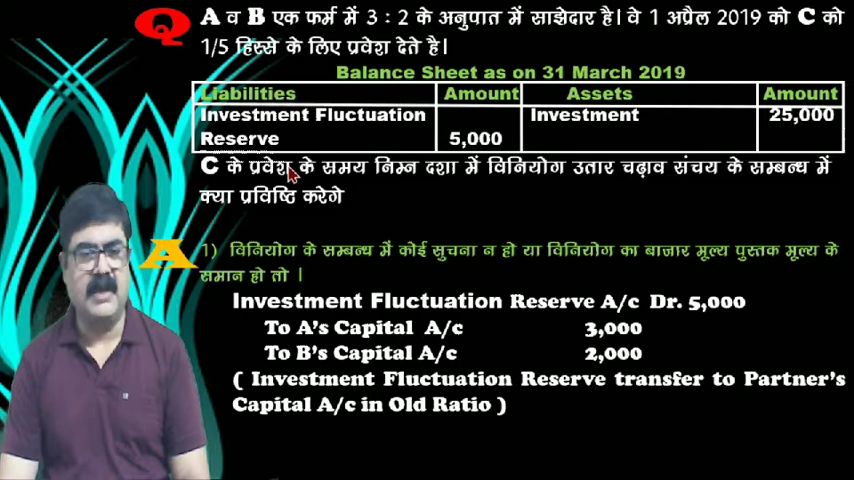 Q A व B एक फर्म में 3 : 2 के अनुपात में साझेदार है। वे 1 अप्रैल 2019 को C को
1/5 हिस्से के लिए प्रवेश देते है।
Balance Sheet as on 31 March 2019
Liabilities Amount Assets Amount
Investment Fluctuation Investment 25,000
Reserve 5,000
C के प्रवेश के समय निम्न दशा में विनियोग उतार चढ़ाव संचय के सम्बन्ध में
क्या प्रविष्टि करेगे
A 1) विनियोग के सम्बन्ध में कोई सुचना न हो या विनियोग का बाजार मूल्य पुस्तक मूल्य के
समान हो तो ।
Investment Fluctuation Reserve A/c Dr. 5,000
To A's Capital A/c 3,000
To B's Capital A/c 2,000
( Investment Fluctuation Reserve transfer to Partner's
Capital A/c in Old Ratio )